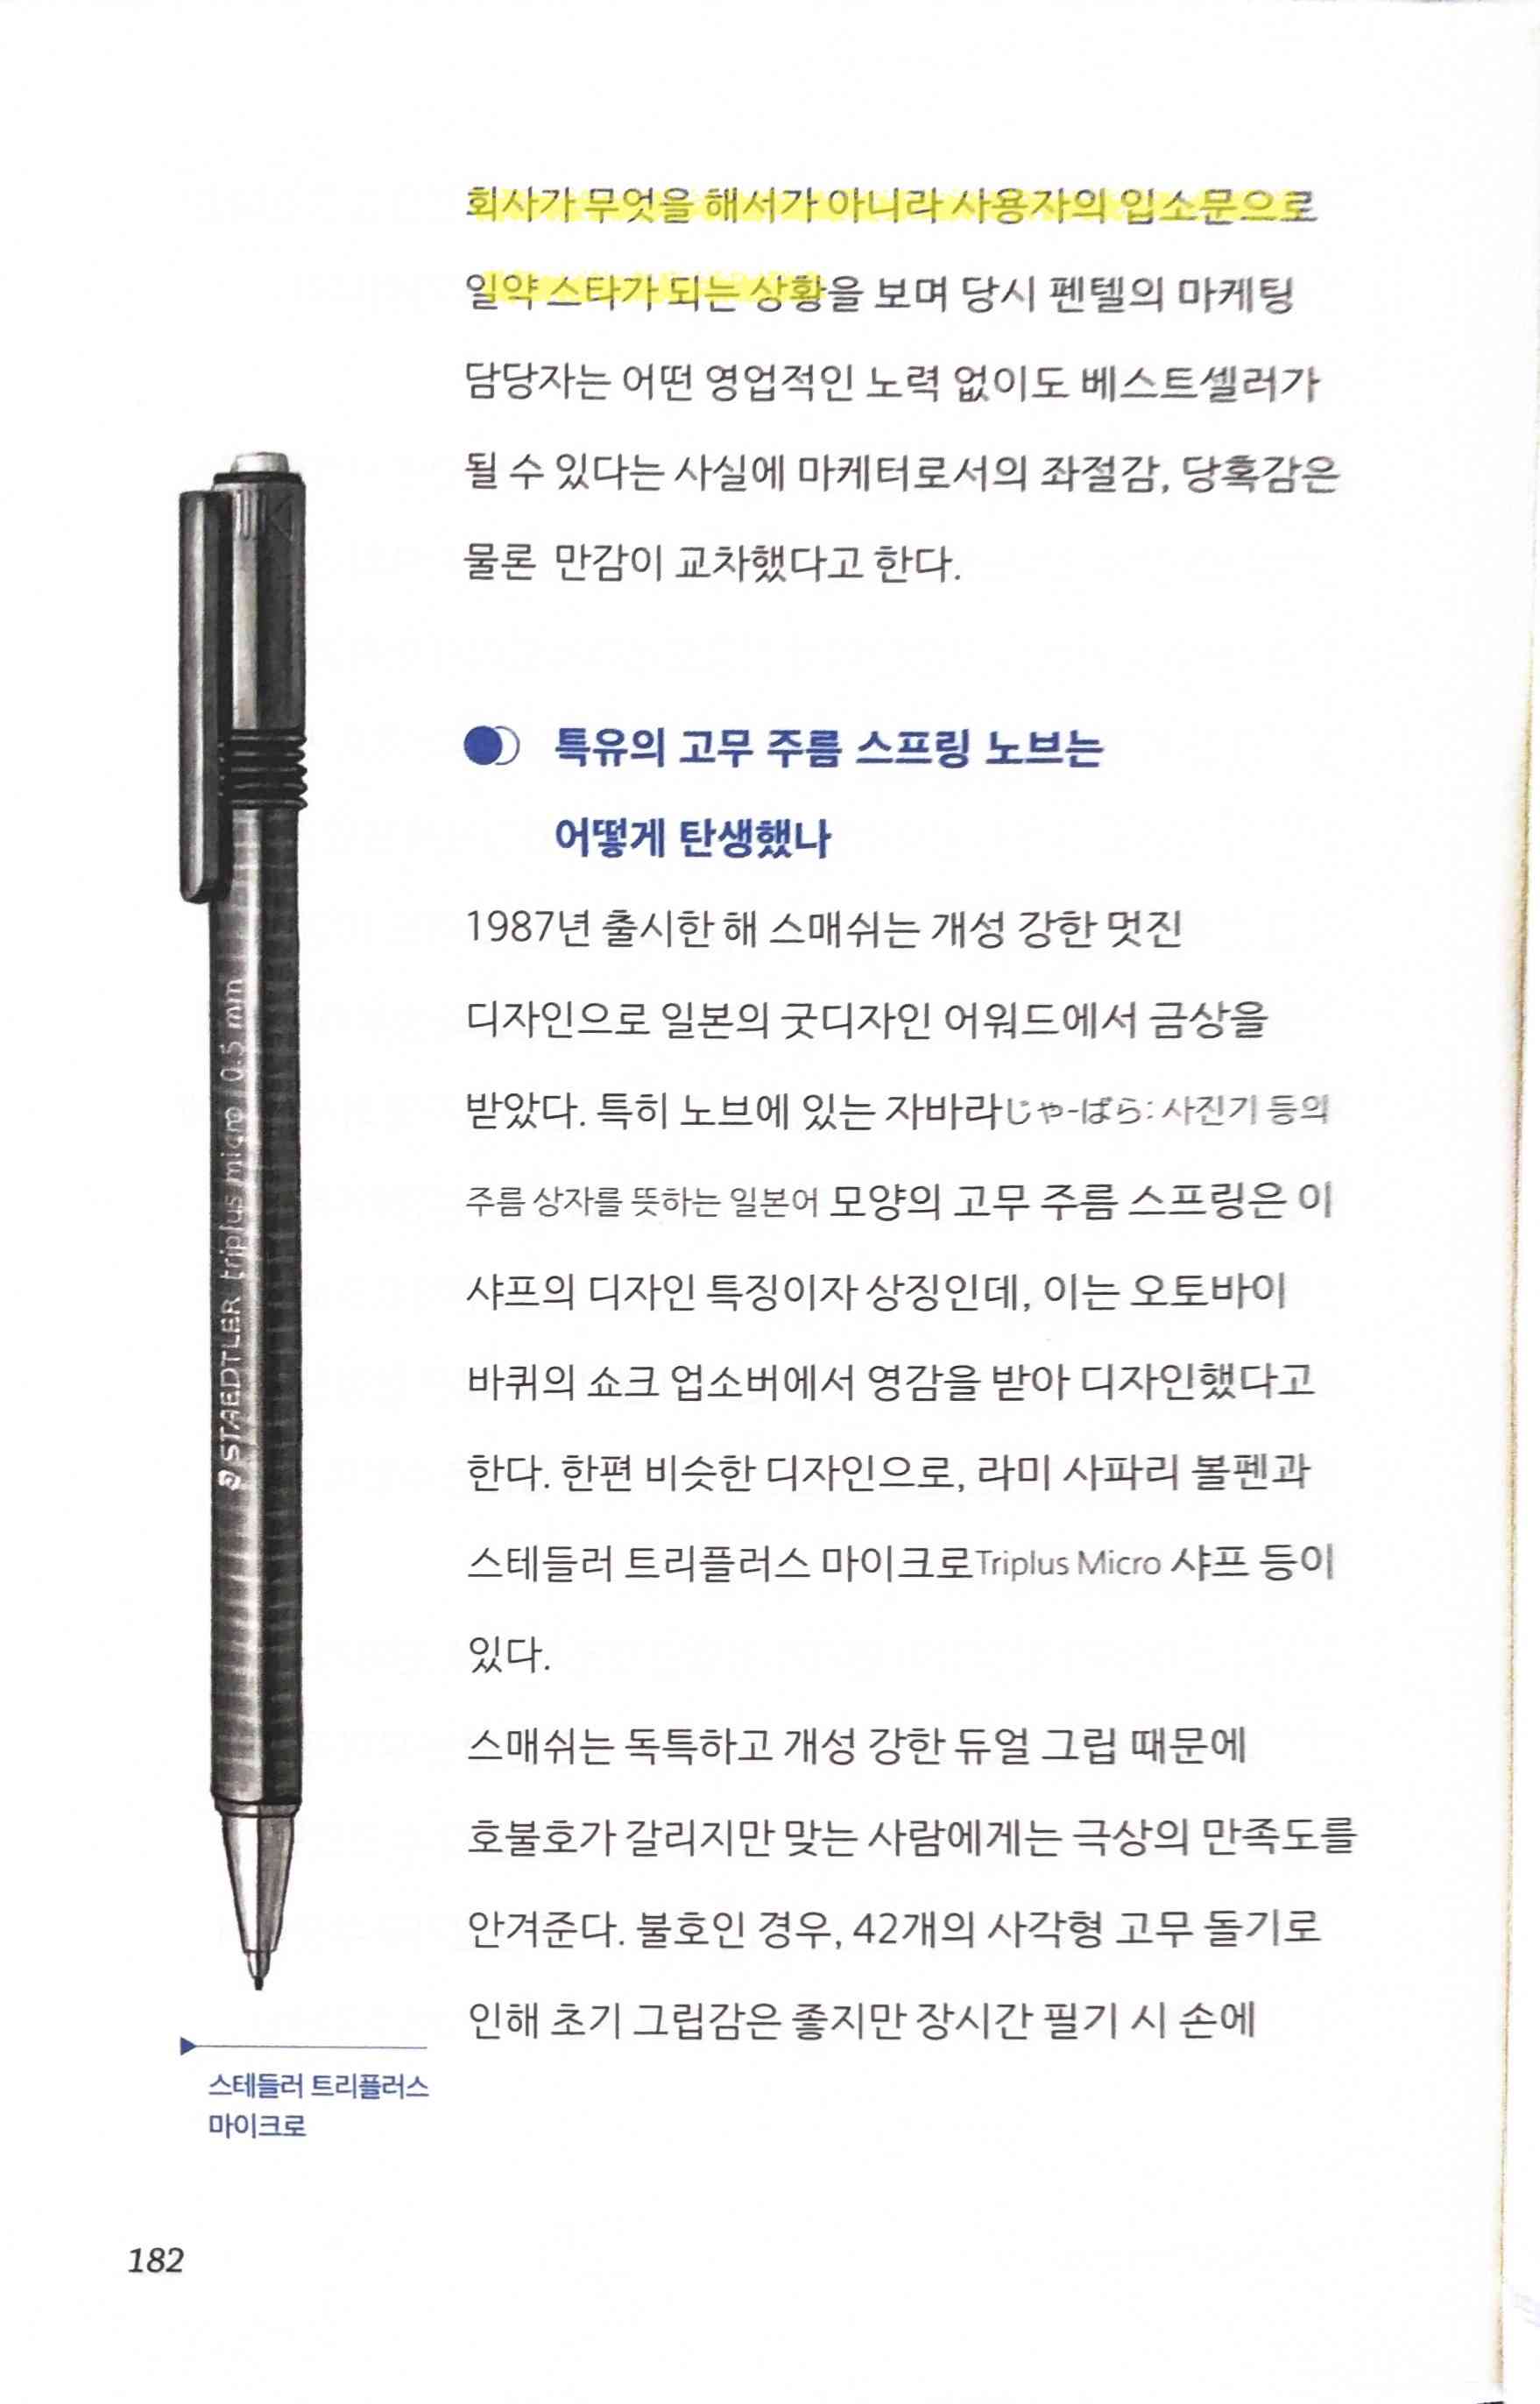 회사가 무엇을 해서가 아니라 사용자의 입소문으로
일약 스타가 되는 상황을 보며 당시 펜텔의 마케팅
담당자는 어떤 영업적인 노력 없이도 베스트셀러가
될 수 있다는 사실에 마케터로서의 좌절감, 당혹감은
물론 만감이 교차했다고 한다.
특유의 고무 주름 스프링 노브는
어떻게 탄생했나
1987년 출시한 해 스매쉬는 개성 강한 멋진
디자인으로 일본의 굿디자인 어워드에서 금상을
받았다. 특히 노브에 있는 자바라じゃ-ばら: 사진기 등의
주름 상자를 뜻하는 일본어 모양의 고무 주름 스프링은 이
샤프의 디자인 특징이자 상징인데, 이는 오토바이
바퀴의 쇼크 업소버에서 영감을 받아 디자인했다고
한다. 한편 비슷한 디자인으로, 라미 사파리 볼펜과
스테들러 트리플러스 마이크로Triplus Micro 샤프 등이
있다.
스매쉬는 독특하고 개성 강한 듀얼 그립 때문에
호불호가 갈리지만 맞는 사람에게는 극상의 만족도를
안겨준다. 불호인 경우, 42개의 사각형 고무 돌기로
인해 초기 그립감은 좋지만 장시간 필기 시 손에
STAEDTLER triplus micro 0.5 mm
스테들러 트리플러스
마이크로
182